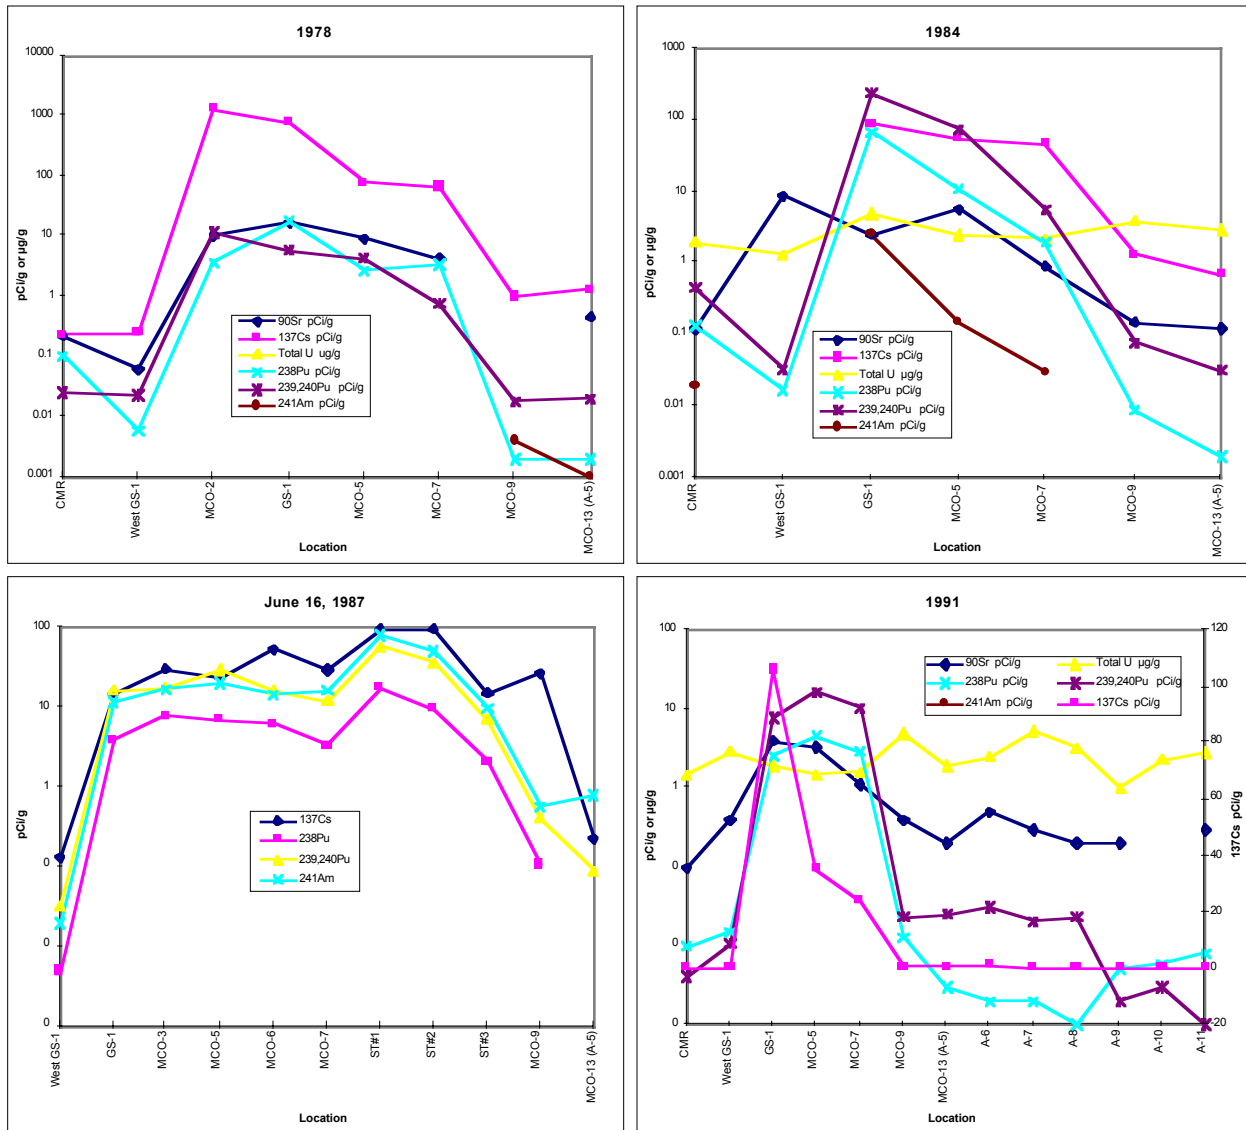 1978
10000
1000
100
10
1
0.1
0.01
0.001
pCi/g or µg/g
90Sr pCi/g
137Cs pCi/g
Total U ug/g
238Pu pCi/g
239,240Pu pCi/g
241Am pCi/g
CMR
West GS-1
MCO-2
GS-1
MCO-5
MCO-7
MCO-9
MCO-13 (A-5)
Location
1984
1000
100
10
1
0.1
0.01
0.001
pCi/g or µg/g
90Sr pCi/g
137Cs pCi/g
Total U µg/g
238Pu pCi/g
239,240Pu pCi/g
241Am pCi/g
CMR
West GS-1
GS-1
MCO-5
MCO-7
MCO-9
MCO-13 (A-5)
Location
June 16, 1987
100
10
1
0
0
0
pCi/g
137Cs
238Pu
239,240Pu
241Am
West GS-1
GS-1
MCO-3
MCO-5
MCO-6
MCO-7
ST#1
ST#2
ST#3
MCO-9
MCO-13 (A-5)
Location
1991
100
10
1
0
0
0
pCi/g or µg/g
90Sr pCi/g
Total U µg/g
238Pu pCi/g
239,240Pu pCi/g
241Am pCi/g
137Cs pCi/g
120
100
80
60
40
20
0
-20
137Cs pCi/g
CMR
West GS-1
GS-1
MCO-5
MCO-7
MCO-9
MCO-13 (A-5)
A-6
A-7
A-8
A-9
A-10
A-11
Location